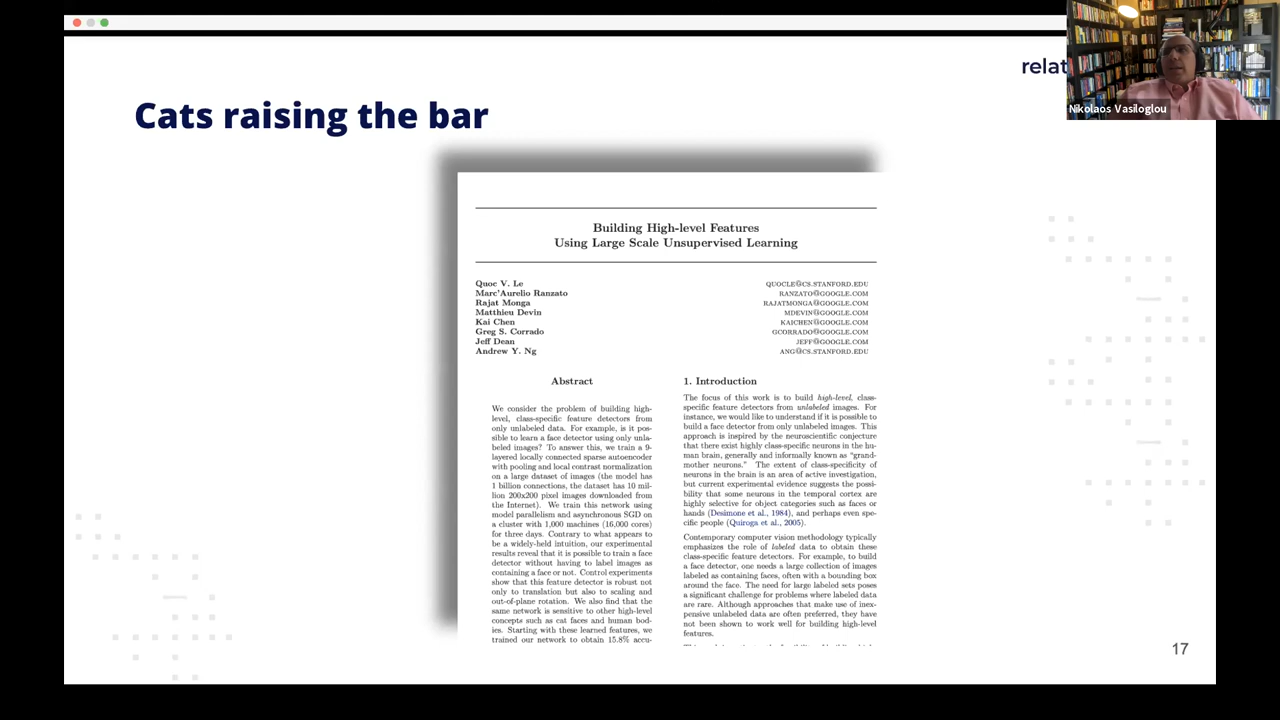 relat
Nikolaos Vasiloglou
Cats raising the bar
Building High-level Features
Using Large Scale Unsupervised Learning
Quoc V. Le QUOCLE@CS.STANFORD.EDU
Marc'Aurelio Ranzato RANZATO@GOOGLE.COM
Rajat Monga RAJATMONGA@GOOGLE.COM
Matthieu Devin MDEVIN@GOOGLE.COM
Kai Chen KAICHEN@GOOGLE.COM
Greg S. Corrado GCORRADO@GOOGLE.COM
Jeff Dean JEFF@GOOGLE.COM
Andrew Y. Ng ANG@CS.STANFORD.EDU
Abstract
We consider the problem of building high-
level, class-specific feature detectors from
only unlabeled data. For example, is it pos-
sible to learn a face detector using only unla-
beled images? To answer this, we train a 9-
layered locally connected sparse autoencoder
with pooling and local contrast normalization
on a large dataset of images (the model has
1 billion connections, the dataset has 10 mil-
lion 200x200 pixel images downloaded from
the Internet). We train this network using
model parallelism and asynchronous SGD on
a cluster with 1,000 machines (16,000 cores)
for three days. Contrary to what appears to
be a widely-held intuition, our experimental
results reveal that it is possible to train a face
detector without having to label images as
containing a face or not. Control experiments
show that this feature detector is robust not
only to translation but also to scaling and
out-of-plane rotation. We also find that the
same network is sensitive to other high-level
concepts such as cat faces and human bod-
ies. Starting with these learned features, we
trained our network to obtain 15.8% accu-
1. Introduction
The focus of this work is to build high-level, class-
specific feature detectors from unlabeled images. For
instance, we would like to understand if it is possible to
build a face detector from only unlabeled images. This
approach is inspired by the neuroscientific conjecture
that there exist highly class-specific neurons in the hu-
man brain, generally and informally known as "grand-
mother neurons." The extent of class-specificity of
neurons in the brain is an area of active investigation,
but current experimental evidence suggests the possi-
bility that some neurons in the temporal cortex are
highly selective for object categories such as faces or
hands (Desimone et al., 1984), and perhaps even spe-
cific people (Quiroga et al., 2005).
Contemporary computer vision methodology typically
emphasizes the role of labeled data to obtain these
class-specific feature detectors. For example, to build
a face detector, one needs a large collection of images
labeled as containing faces, often with a bounding box
around the face. The need for large labeled sets poses
a significant challenge for problems where labeled data
are rare. Although approaches that make use of inex-
pensive unlabeled data are often preferred, they have
not been shown to work well for building high-level
features.
17